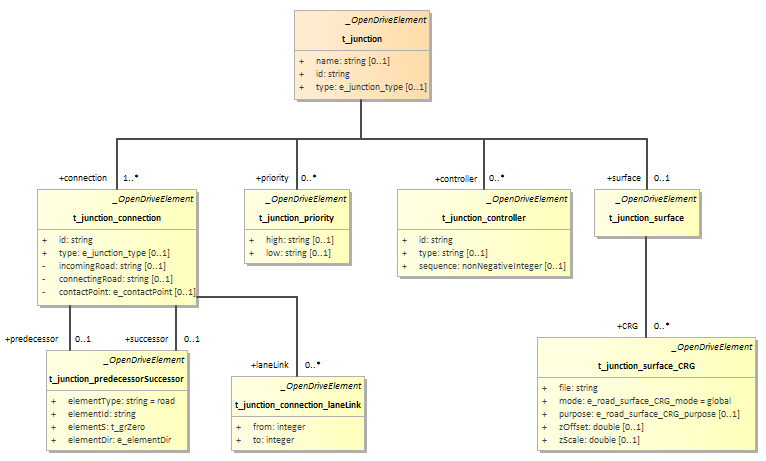 _OpenDriveElement
t_junction
+ name: string [0..1]
+ id: string
+ type: e_junction_type [0..1]
+connection 1..*
+priority 0..*
+controller 0..*
+surface 0..1
_OpenDriveElement
t_junction_connection
+ id: string
+ type: e_junction_type [0..1]
- incomingRoad: string [0..1]
- connectingRoad: string [0..1]
- contactPoint: e_contactPoint [0..1]
_OpenDriveElement
t_junction_priority
+ high: string [0..1]
+ low: string [0..1]
_OpenDriveElement
t_junction_controller
+ id: string
+ type: string [0..1]
+ sequence: nonNegativeInteger [0..1]
_OpenDriveElement
t_junction_surface
+predecessor 0..1
+successor 0..1
+laneLink 0..*
+CRG 0..*
_OpenDriveElement
t_junction_predecessorSuccessor
+ elementType: string = road
+ elementId: string
+ elementS: t_grZero
+ elementDir: e_elementDir
_OpenDriveElement
t_junction_connection_laneLink
+ from: integer
+ to: integer
_OpenDriveElement
t_junction_surface_CRG
+ file: string
+ mode: e_road_surface_CRG_mode = global
+ purpose: e_road_surface_CRG_purpose [0..1]
+ zOffset: double [0..1]
+ zScale: double [0..1]